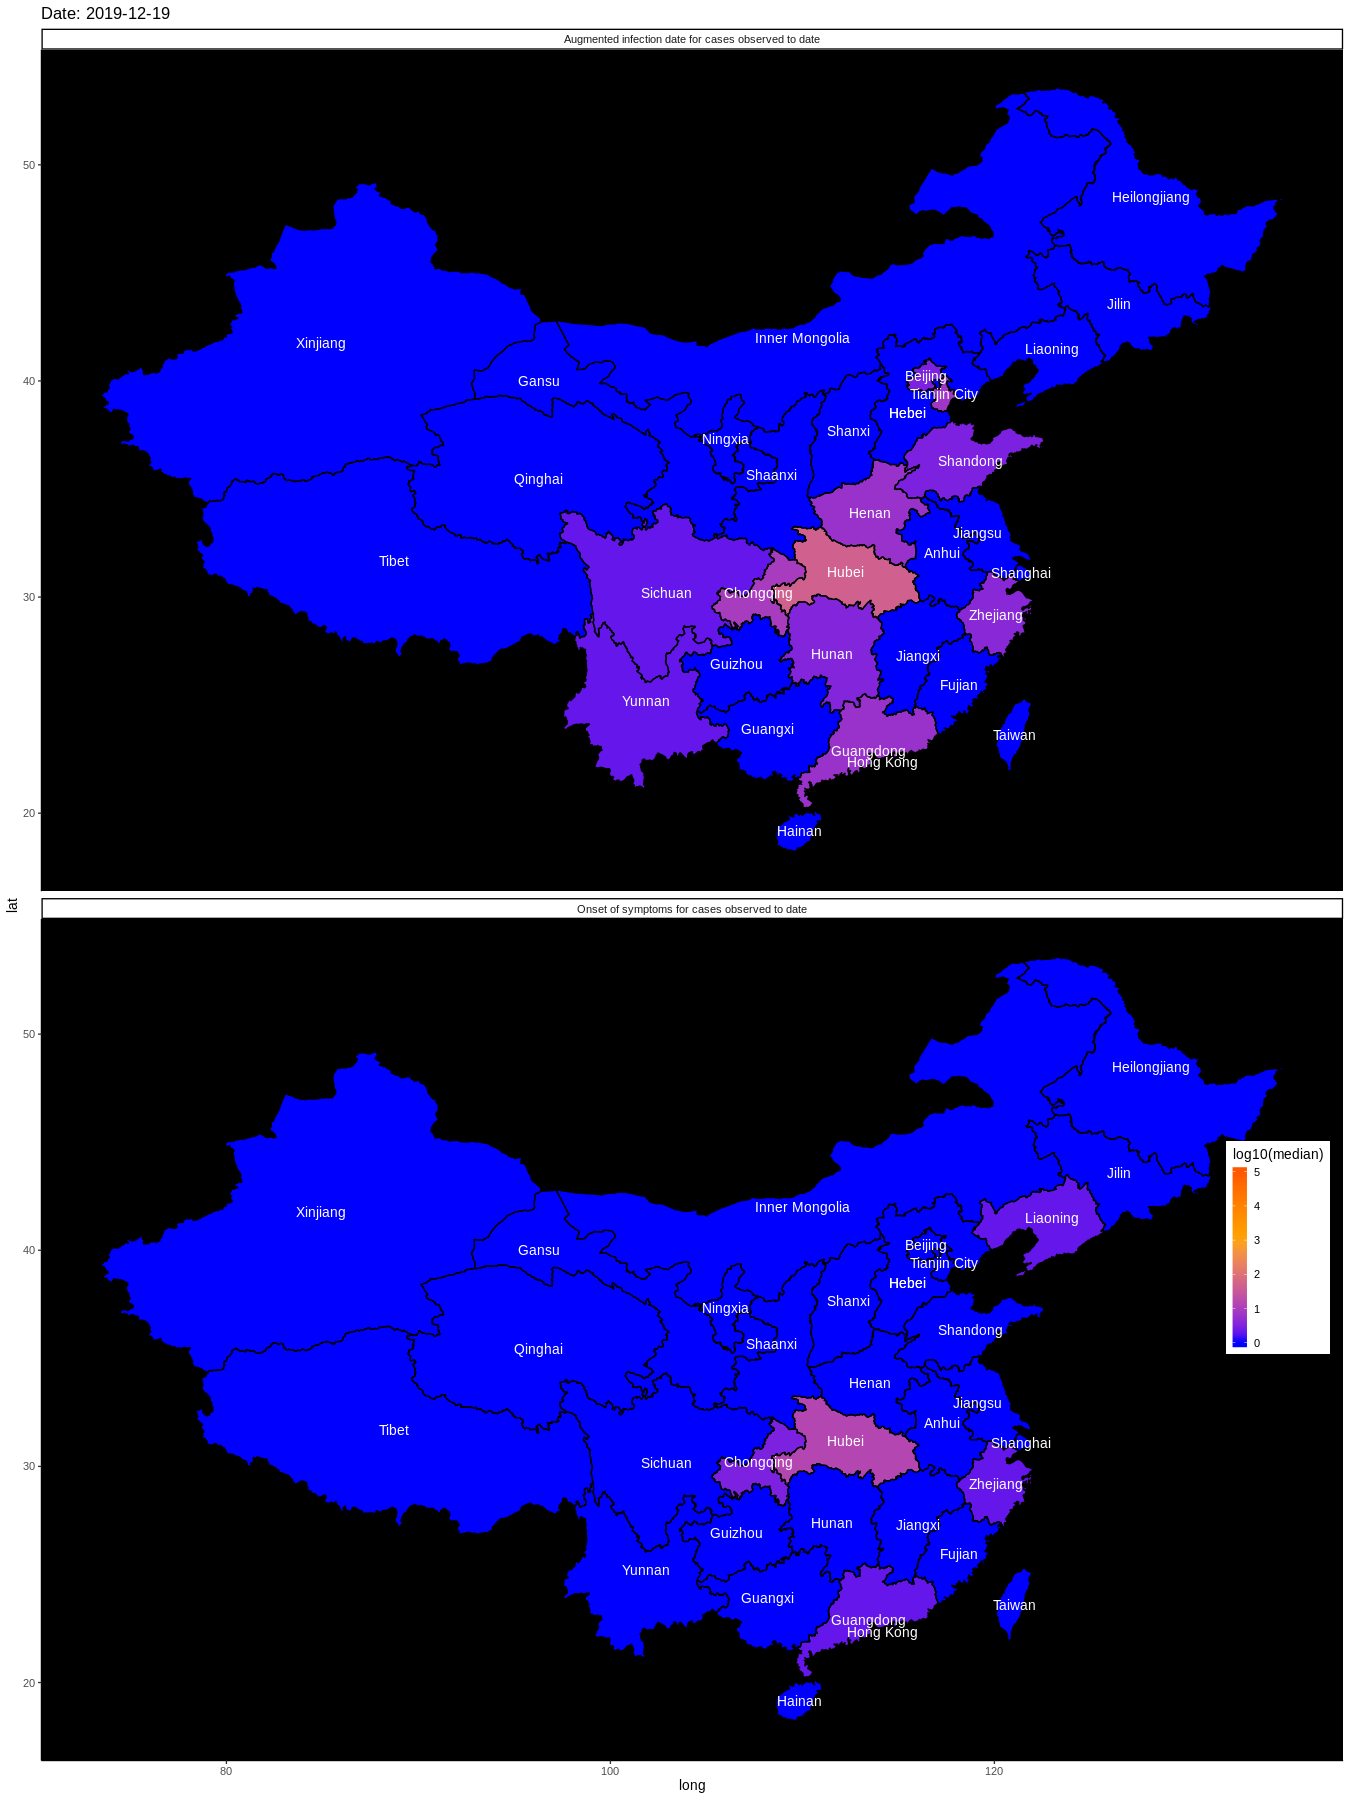 Date: 2019-12-19
Augmented infection date for cases observed to date
50
40
30
20
Heilongjiang
Jilin
Xinjiang
Inner Mongolia
Liaoning
Gansu
Beijing
Tianjin City
Hebei
Ningxia
Shanxi
Qinghai
Shaanxi
Shandong
Henan
Jiangsu
Tibet
Anhui
Hubei
Shanghai
Sichuan
Chongqing
Zhejiang
Hunan
Jiangxi
Guizhou
Fujian
Yunnan
Guangxi
Taiwan
Guangdong
Hong Kong
Hainan
lat
Onset of symptoms for cases observed to date
50
40
30
20
Heilongjiang
Jilin
Xinjiang
Inner Mongolia
Liaoning
Gansu
Beijing
Tianjin City
Hebei
Ningxia
Shanxi
Qinghai
Shaanxi
Shandong
Henan
Jiangsu
Tibet
Anhui
Hubei
Shanghai
Sichuan
Chongqing
Zhejiang
Hunan
Jiangxi
Guizhou
Fujian
Yunnan
Guangxi
Taiwan
Guangdong
Hong Kong
Hainan
log10(median)
5
4
3
2
1
0
80
100
120
long